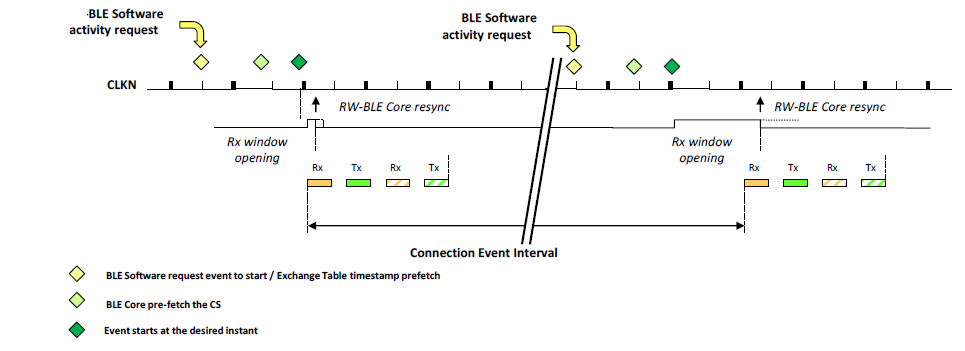 BLE Software
activity request
BLE Software
activity request
CLKN
RW-BLE Core resync
RW-BLE Core resync
Rx window
opening
Rx window
opening
Rx Tx Rx Tx
Rx Tx Rx Tx
Connection Event Interval
BLE Software request event to start / Exchange Table timestamp prefetch
BLE Core pre-fetch the CS
Event starts at the desired instant